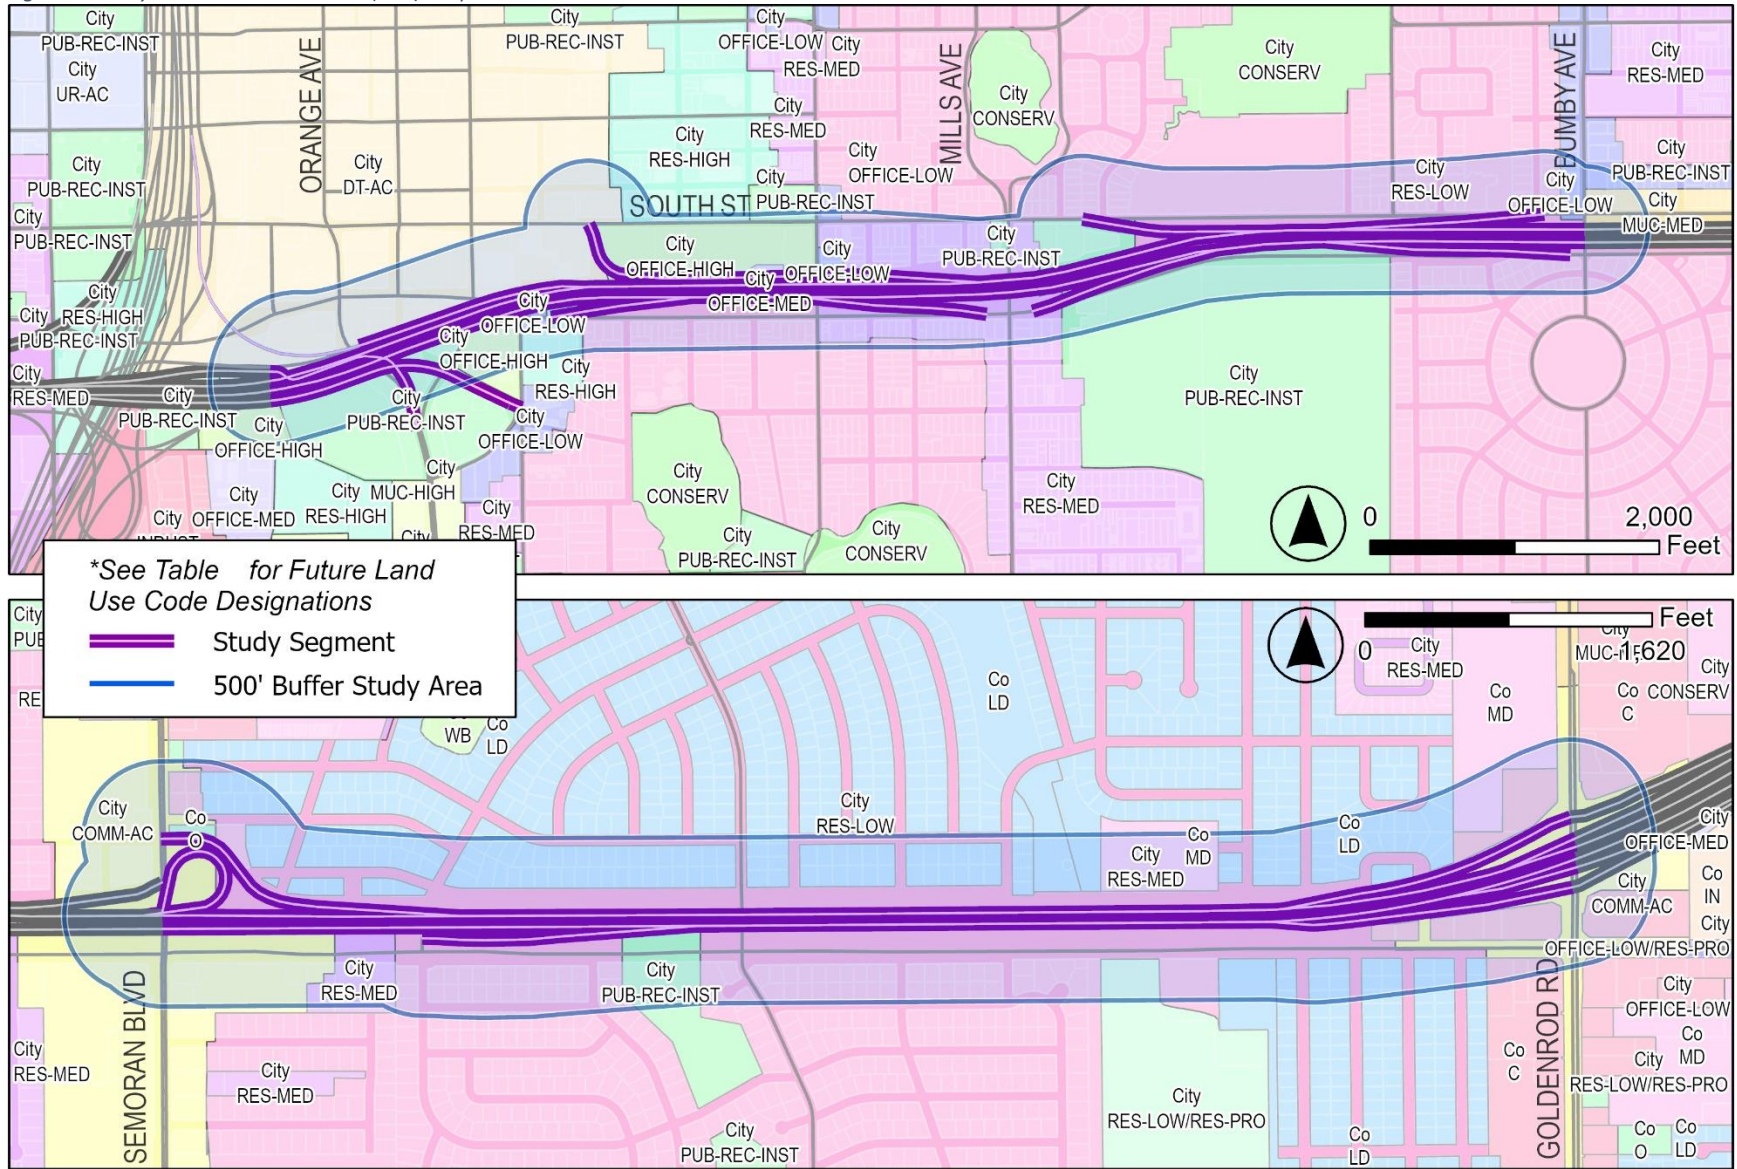 City
PUB-REC-INST
City
UR-AC
City
PUB-REC-INST
City
PUB-REC-INST
City
RES-HIGH
City
PUB-REC-INST
City
RES-MED
City
PUB-REC-INST
City
OFFICE-HIGH
City
OFFICE-MED
City
ORANGE AVE
City
DT-AC
City
PUB-REC-INST
City
OFFICE-LOW
City
RES-MED
City
RES-MED
City
RES-HIGH
City
PUB-REC-INST
City
OFFICE-LOW
SOUTH ST
MILLS AVE
City
CONSERV
City
CONSERV
BUMBY AVE
City
RES-MED
City
PUB-REC-INST
City
RES-LOW
City
OFFICE-LOW
City
MUC-MED
City
OFFICE-HIGH
City
OFFICE-LOW
City
OFFICE-MED
City
PUB-REC-INST
City
OFFICE-LOW
City
OFFICE-HIGH
City
RES-HIGH
City
PUB-REC-INST
City
OFFICE-LOW
City
MUC-HIGH
City
RES-HIGH
City
RES-MED
City
City
CONSERV
City
PUB-REC-INST
City
CONSERV
City
RES-MED
City
PUB-REC-INST
0
2,000
Feet
*See Table for Future Land
Use Code Designations
Study Segment
500' Buffer Study Area
City
PUB
RE
WB
Co
LD
Co
LD
0
1,620
Feet
City
RES-MED
City
Co
MD
Co
C
City
CONSERV
City
COMM-AC
Co
O
City
RES-LOW
City
RES-MED
Co
MD
Co
LD
City
OFFICE-MED
City
COMM-AC
Co
IN
City
OFFICE-LOW/RES-PRO
SEMORAN BLVD
City
RES-MED
City
PUB-REC-INST
City
RES-MED
City
RES-MED
City
PUB-REC-INST
City
RES-LOW/RES-PRO
Co
LD
GOLDENROD RD
Co
C
City
OFFICE-LOW
Co
MD
City
RES-LOW/RES-PRO
Co
O
Co
LD